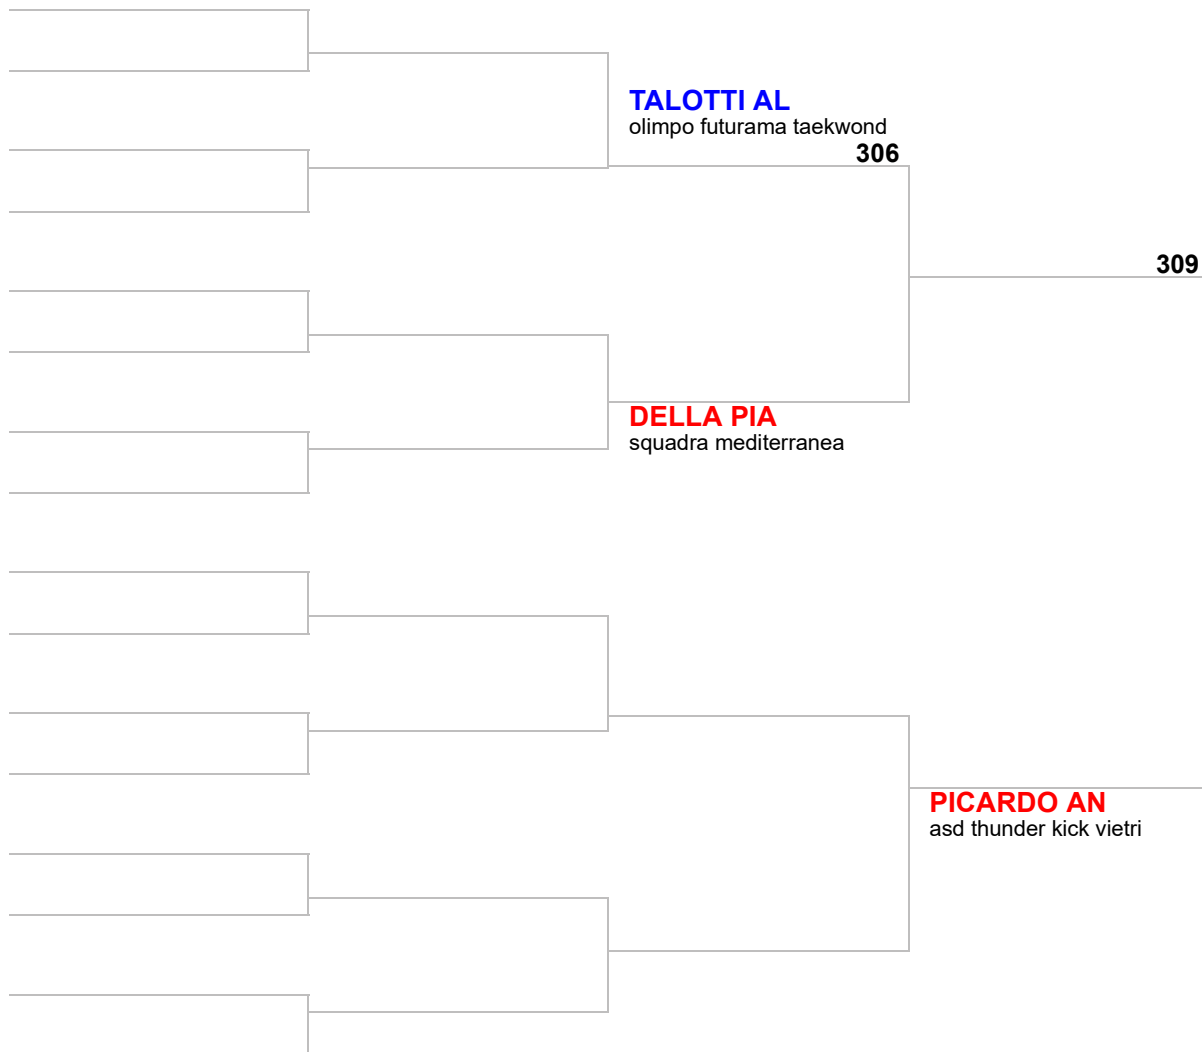 TALOTTI AL
olimpo futurama taekwond
306
309
DELLA PIA
squadra mediterranea
PICARDO AN
asd thunder kick vietri